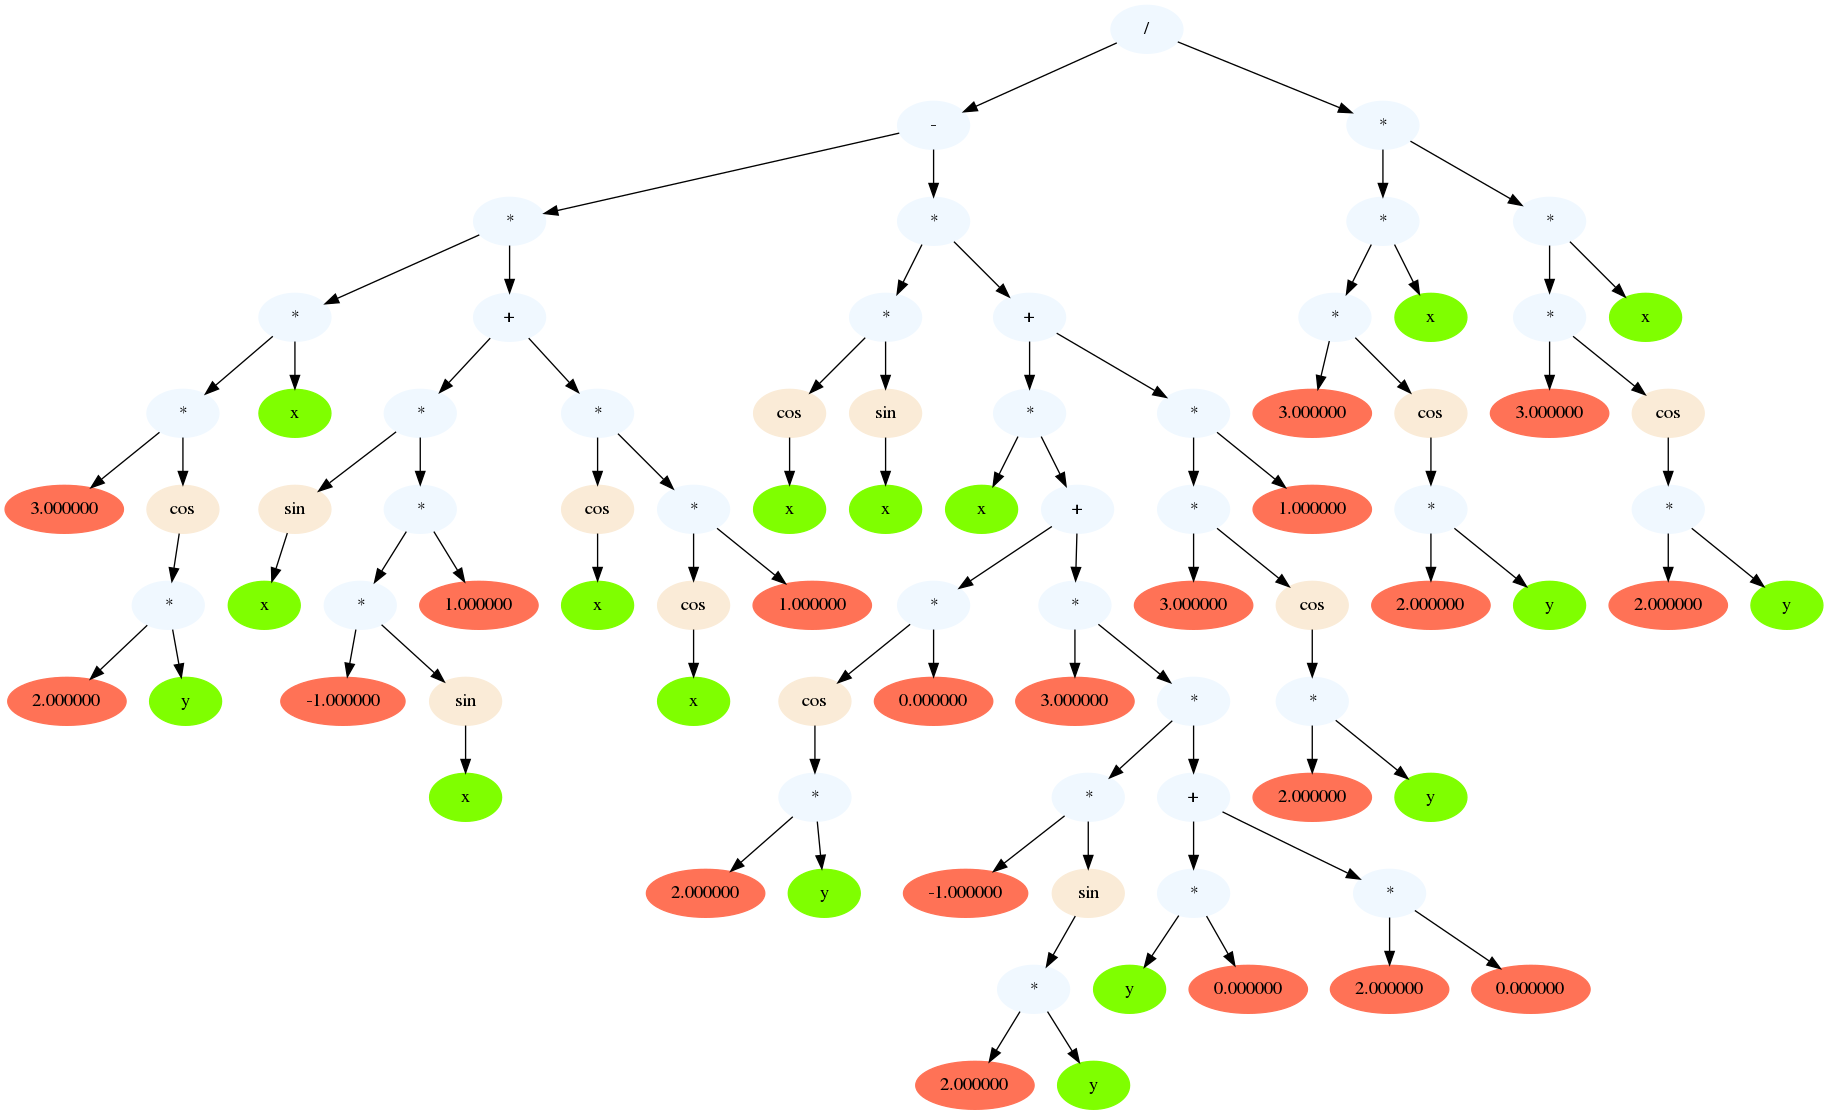 /
- *
* * * *
* + * + * x * x
* x * * cos sin * * 3.000000 cos 3.000000 cos
3.000000 cos sin * cos * x x x + * 1.000000 * *
* x * 1.000000 x cos 1.000000 * * 3.000000 cos 2.000000 y 2.000000 y
2.000000 y -1.000000 sin x cos 0.000000 3.000000 * *
x * * + 2.000000 y
2.000000 y -1.000000 sin * *
* y 0.000000 2.000000 0.000000
2.000000 y